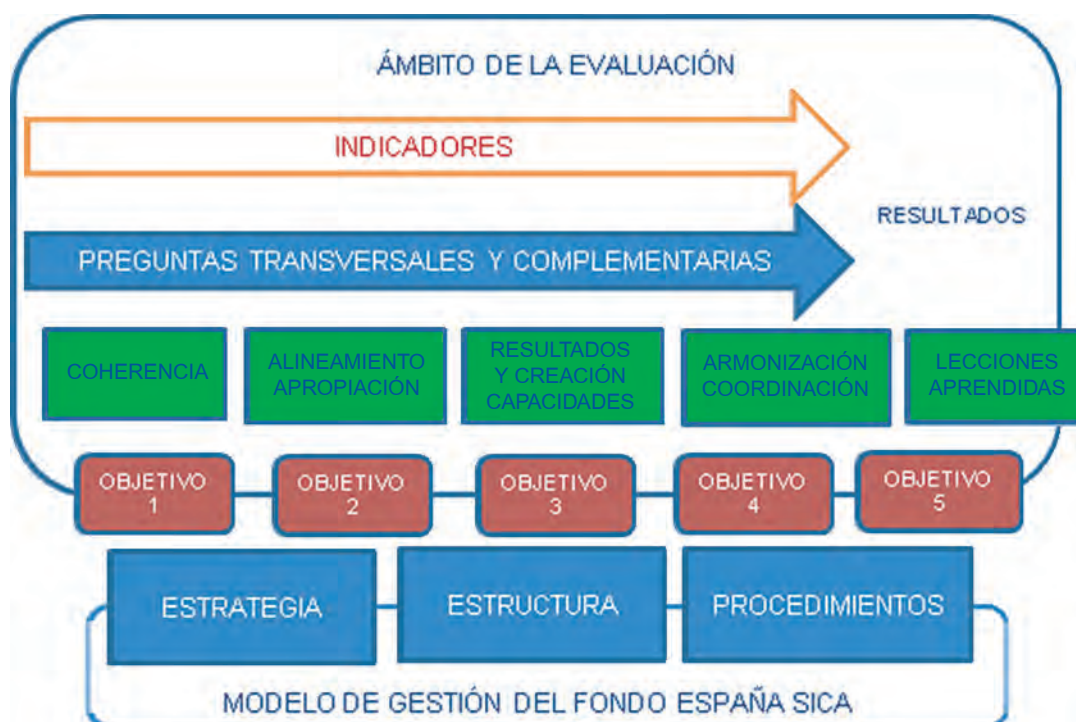 ÁMBITO DE LA EVALUACIÓN
INDICADORES
RESULTADOS
PREGUNTAS TRANSVERSALES Y COMPLEMENTARIAS
COHERENCIA
ALINEAMIENTO
APROPIACIÓN
RESULTADOS
Y CREACIÓN
CAPACIDADES
ARMONIZACIÓN
COORDINACIÓN
LECCIONES
APRENDIDAS
OBJETIVO
1
OBJETIVO
2
OBJETIVO
3
OBJETIVO
4
OBJETIVO
5
ESTRATEGIA
ESTRUCTURA
PROCEDIMIENTOS
MODELO DE GESTIÓN DEL FONDO ESPAÑA SICA